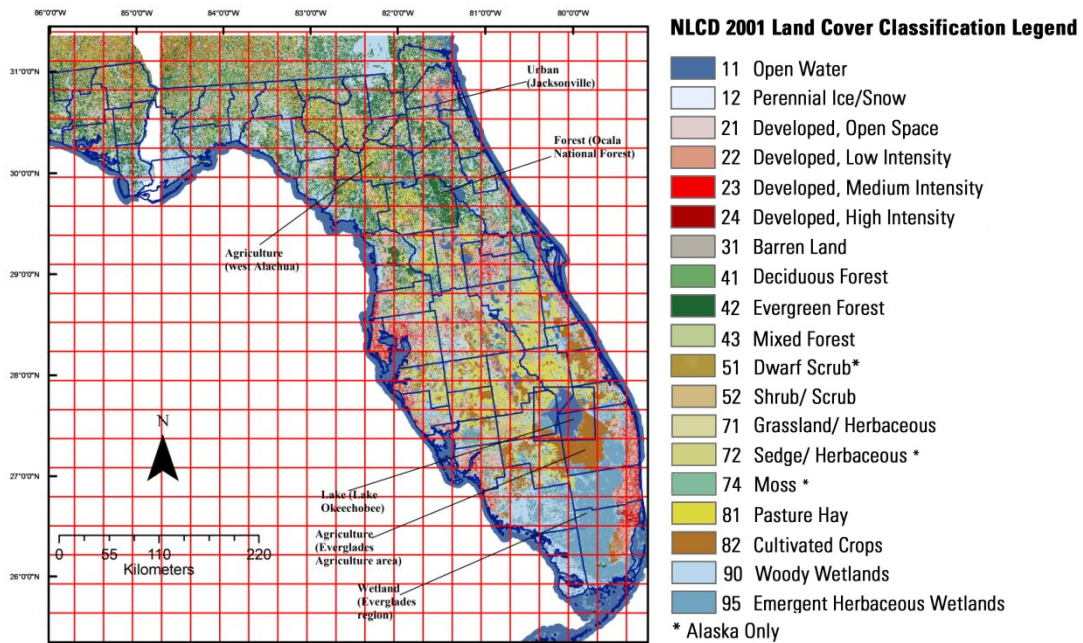 86°0'0"W 85°0'0"W 84°0'0"W 83°0'0"W 82°0'0"W 81°0'0"W 80°0'0"W
31°0'0"N
30°0'0"N
29°0'0"N
28°0'0"N
27°0'0"N
26°0'0"N
Urban
(Jacksonville)
Forest (Ocala
National Forest)
Agriculture
(west Alachua)
N
Lake (Lake
Okeechobee)
Agriculture
(Everglades
Agriculture area)
Wetland
(Everglades
region)
0 55 110 220
Kilometers
NLCD 2001 Land Cover Classification Legend
11 Open Water
12 Perennial Ice/Snow
21 Developed, Open Space
22 Developed, Low Intensity
23 Developed, Medium Intensity
24 Developed, High Intensity
31 Barren Land
41 Deciduous Forest
42 Evergreen Forest
43 Mixed Forest
51 Dwarf Scrub*
52 Shrub/ Scrub
71 Grassland/ Herbaceous
72 Sedge/ Herbaceous *
74 Moss *
81 Pasture Hay
82 Cultivated Crops
90 Woody Wetlands
95 Emergent Herbaceous Wetlands
* Alaska Only